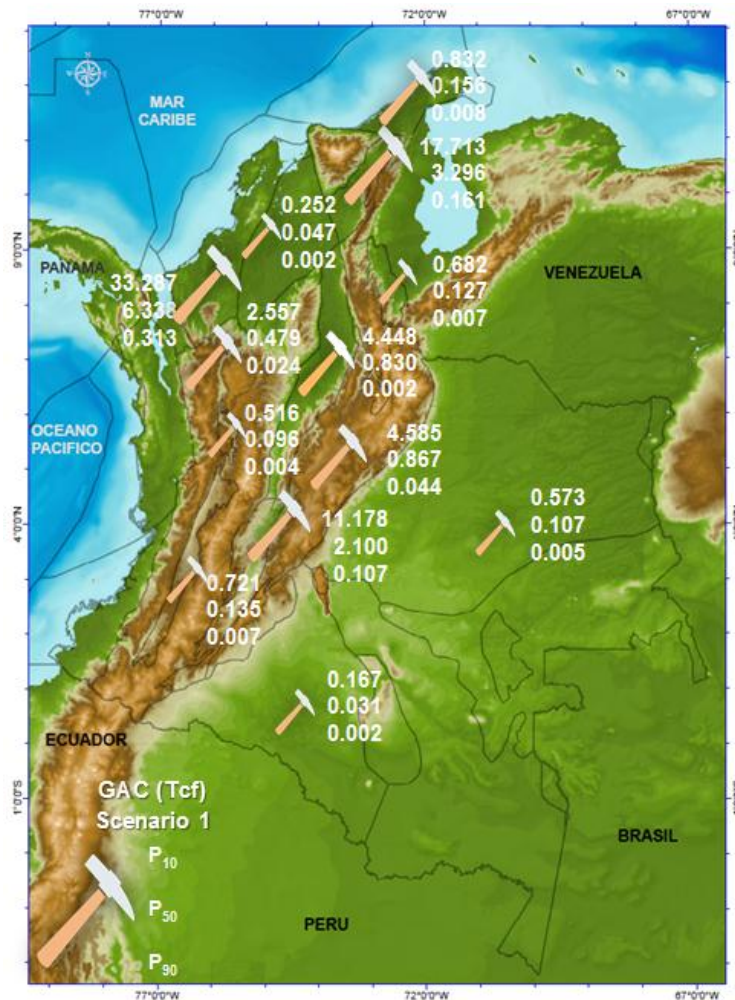 77°0'0"W
72°0'0"W
67°0'0"W
MAR
CARIBE
0.832
0.156
0.008
17.713
3.296
0.161
0.252
0.047
0.002
9°0'0"N
PANAMA
VENEZUELA
0.682
0.127
0.007
33.287
0.313
2.557
0.479
0.024
4.448
0.830
0.002
OCEANO
PACIFICO
0.516
0.096
0.004
4.585
0.867
0.044
4°0'0"N
11.178
2.100
0.107
0.573
0.107
0.005
0.721
0.135
0.007
0.167
0.031
0.002
ECUADOR
GAC (Tcf)
Scenario 1
1°0'0"S
P10
P50
P90
BRASIL
PERU
77°0'0"W
72°0'0"W
67°0'0"W